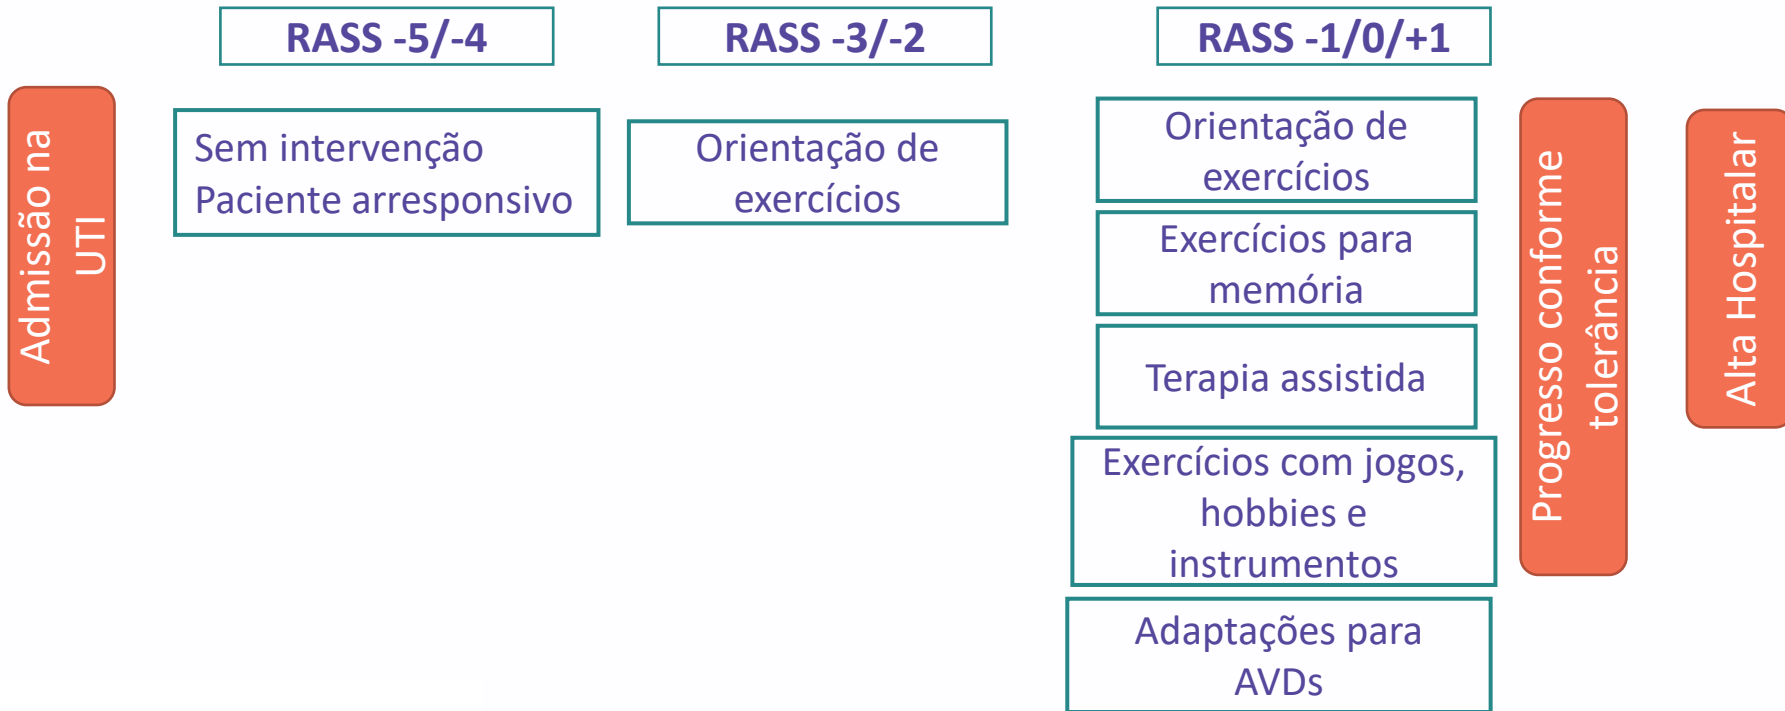 RASS -5/-4
RASS -3/-2
RASS -1/0/+1
Admissão na
UTI
Sem intervenção
Paciente arresponsivo
Orientação de
exercícios
Orientação de
exercícios
Exercícios para
memória
Terapia assistida
Exercícios com jogos,
hobbies e
instrumentos
Adaptações para
AVDs
Progresso conforme
tolerância
Alta Hospitalar